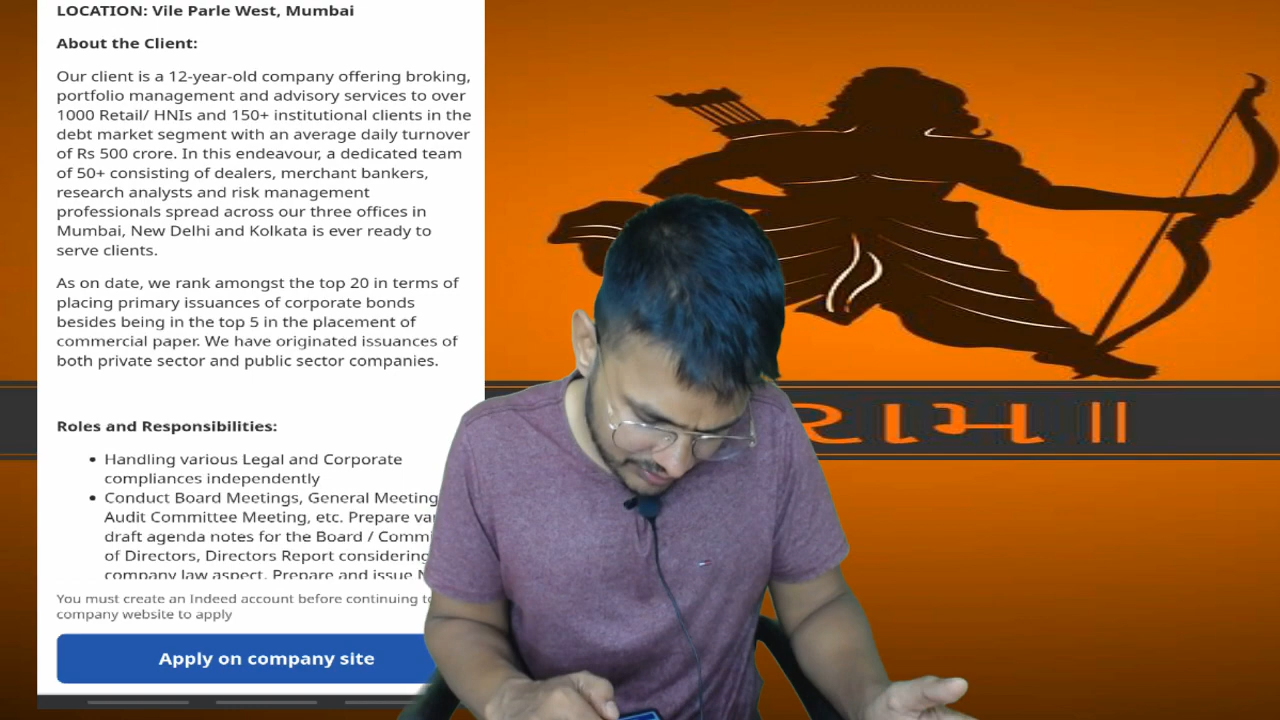 LOCATION: Vile Parle West, Mumbai
About the Client:
Our client is a 12-year-old company offering broking,
portfolio management and advisory services to over
1000 Retail/ HNIs and 150+ institutional clients in the
debt market segment with an average daily turnover
of Rs 500 crore. In this endeavour, a dedicated team
of 50+ consisting of dealers, merchant bankers,
research analysts and risk management
professionals spread across our three offices in
Mumbai, New Delhi and Kolkata is ever ready to
serve clients.
As on date, we rank amongst the top 20 in terms of
placing primary issuances of corporate bonds
besides being in the top 5 in the placement of
commercial paper. We have originated issuances of
both private sector and public sector companies.
Roles and Responsibilities:
• Handling various Legal and Corporate
compliances independently
• Conduct Board Meetings, General Meeting
Audit Committee Meeting, etc. Prepare
draft agenda notes for the Board /
of Directors, Directors Report considering
company law aspect. Prepare and issue
You must create an Indeed account before continuing
company website to apply
Apply on company site
રામ ||